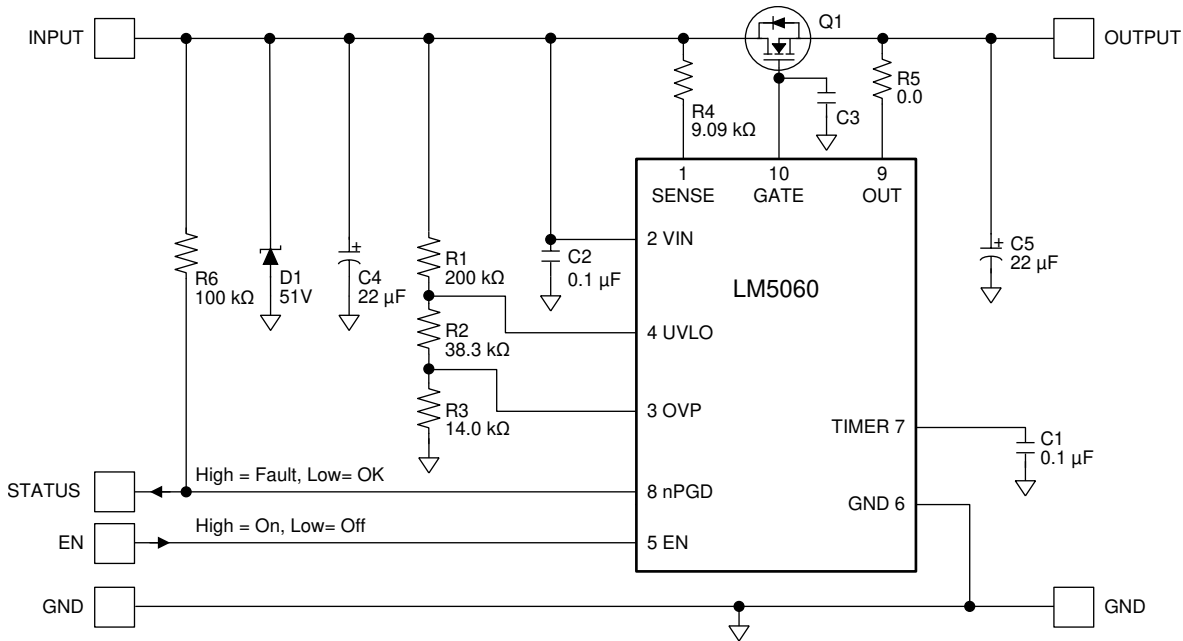 INPUT
Q1
OUTPUT
R5
0.0
R4
9.09 kΩ
C3
1
SENSE
10
GATE
9
OUT
2 VIN
R6
100 kΩ
D1
51V
C4
22 µF
+
R1
200 kΩ
C2
0.1 µF
LM5060
C5
22 µF
+
R2
38.3 kΩ
4 UVLO
R3
14.0 kΩ
3 OVP
TIMER 7
C1
0.1 µF
STATUS
High = Fault, Low= OK
8 nPGD
GND 6
EN
High = On, Low= Off
5 EN
GND
GND